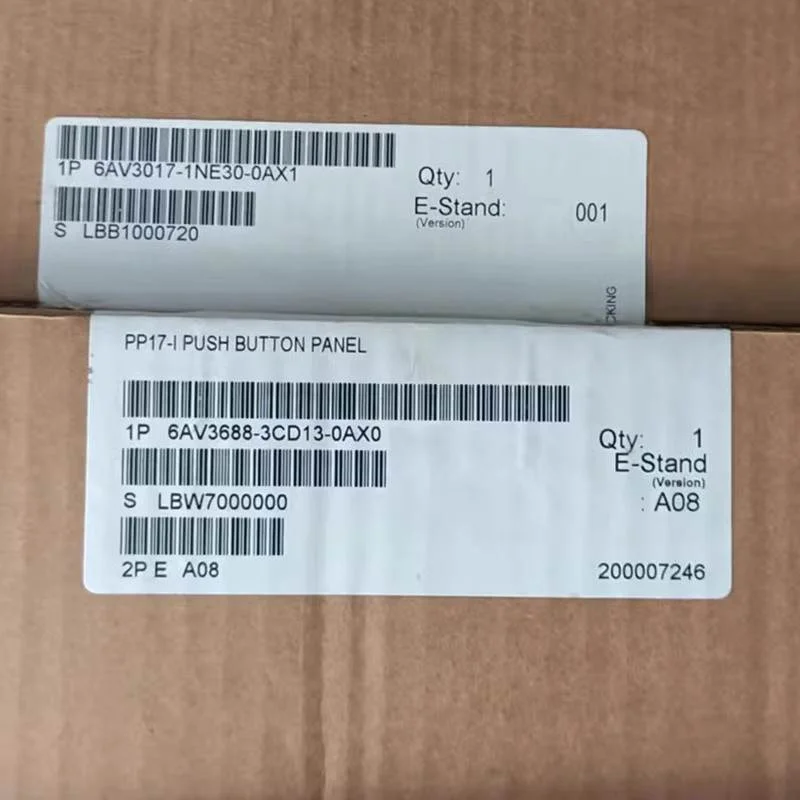 1P 6AV3017-1NE30-0AX1
Qty: 1
S LBB1000720
E-Stand: 001
(Version)
CKING
PP17-I PUSH BUTTON PANEL
1P 6AV3688-3CD13-0AX0
Qty: 1
E-Stand
(Version)
S LBW7000000
: A08
2P E A08
200007246